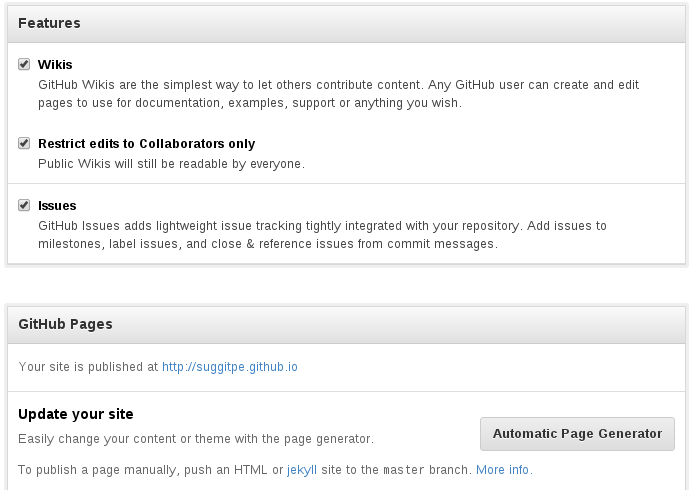 Features
Wikis
GitHub Wikis are the simplest way to let others contribute content. Any GitHub user can create and edit
pages to use for documentation, examples, support or anything you wish.
Restrict edits to Collaborators only
Public Wikis will still be readable by everyone.
Issues
GitHub Issues adds lightweight issue tracking tightly integrated with your repository. Add issues to
milestones, label issues, and close & reference issues from commit messages.
GitHub Pages
Your site is published at http://suggitpe.github.io
Update your site
Easily change your content or theme with the page generator.
Automatic Page Generator
To publish a page manually, push an HTML or jekyll site to the master branch. More info.